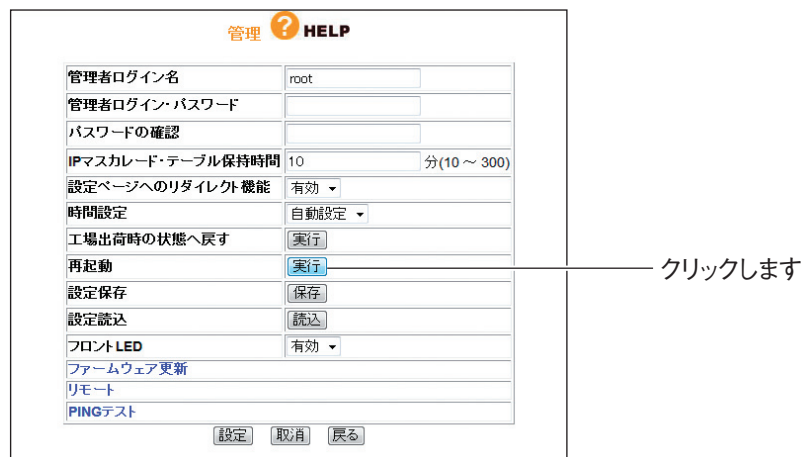 管理 ? HELP
管理者ログイン名 root
管理者ログイン・パスワード
パスワードの確認
IPマスカレード・テーブル保持時間 10 分(10 ～ 300)
設定ページへのリダイレクト機能 有効
時間設定 自動設定
工場出荷時の状態へ戻す 実行
再起動 実行 クリックします
設定保存 保存
設定読込 読込
フロントLED 有効
ファームウェア更新
リモート
PINGテスト
設定 取消 戻る